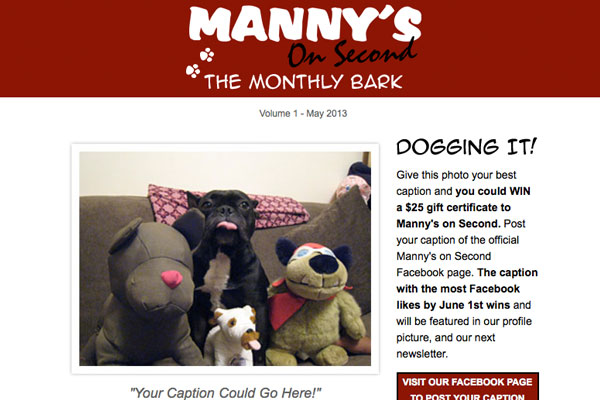 MANNY'S
On Second
THE MONTHLY BARK
Volume 1 - May 2013
DOGGING IT!
Give this photo your best
caption and you could WIN
a $25 gift certificate to
Manny's on Second. Post
your caption of the official
Manny's on Second
Facebook page. The caption
with the most Facebook
likes by June 1st wins and
will be featured in our profile
picture, and our next
newsletter.
"Your Caption Could Go Here!"
VISIT OUR FACEBOOK PAGE
TO POST YOUR CAPTION